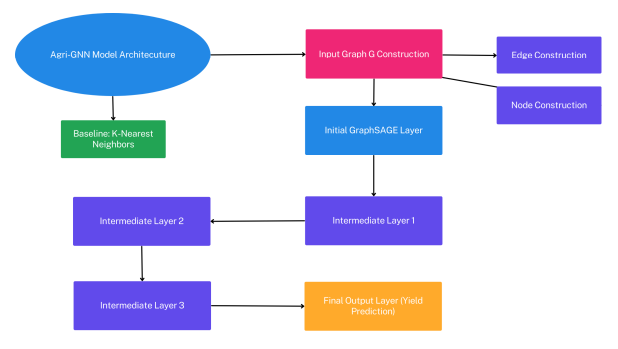 Agri-GNN Model Architecuture
Input Graph G Construction
Edge Construction
Node Construction
Baseline: K-Nearest
Neighbors
Initial GraphSAGE Layer
Intermediate Layer 2
Intermediate Layer 1
Intermediate Layer 3
Final Output Layer (Yield
Prediction)